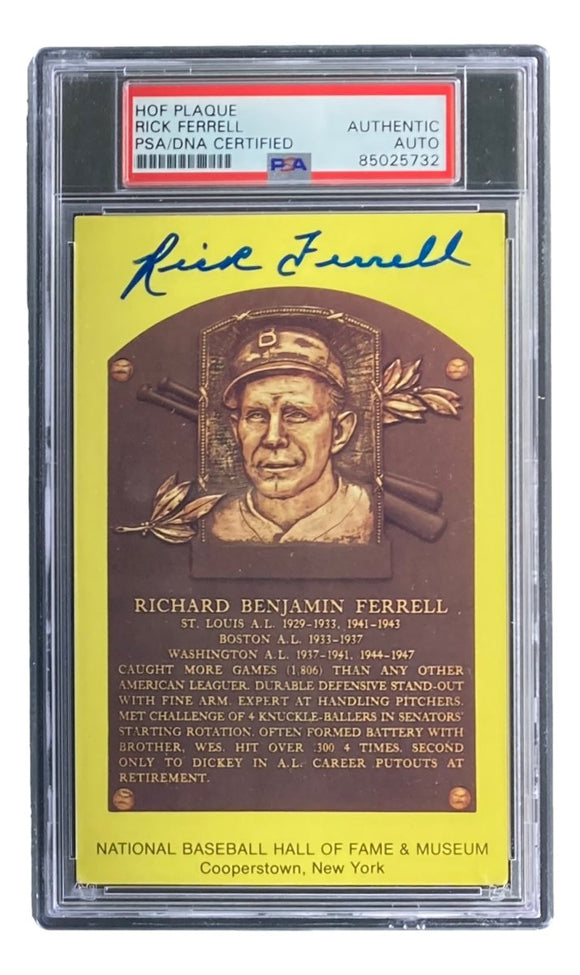 HOF PLAQUE
RICK FERRELL AUTHENTIC
PSA/DNA CERTIFIED AUTO
PSA 85025732
Rick Ferrell
B
RICHARD BENJAMIN FERRELL
ST. LOUIS A.L. 1929-1933, 1941-1943
BOSTON A.L. 1933-1937
WASHINGTON A.L. 1937-1941, 1944-1947
CAUGHT MORE GAMES (1,806) THAN ANY OTHER
AMERICAN LEAGUER. DURABLE DEFENSIVE STAND-OUT
WITH FINE ARM. EXPERT AT HANDLING PITCHERS.
MET CHALLENGE OF 4 KNUCKLE-BALLERS IN SENATORS'
STARTING ROTATION. OFTEN FORMED BATTERY WITH
BROTHER, WES. HIT OVER .300 4 TIMES. SECOND
ONLY TO DICKEY IN A.L. CAREER PUTOUTS AT
RETIREMENT.
NATIONAL BASEBALL HALL OF FAME & MUSEUM
Cooperstown, New York